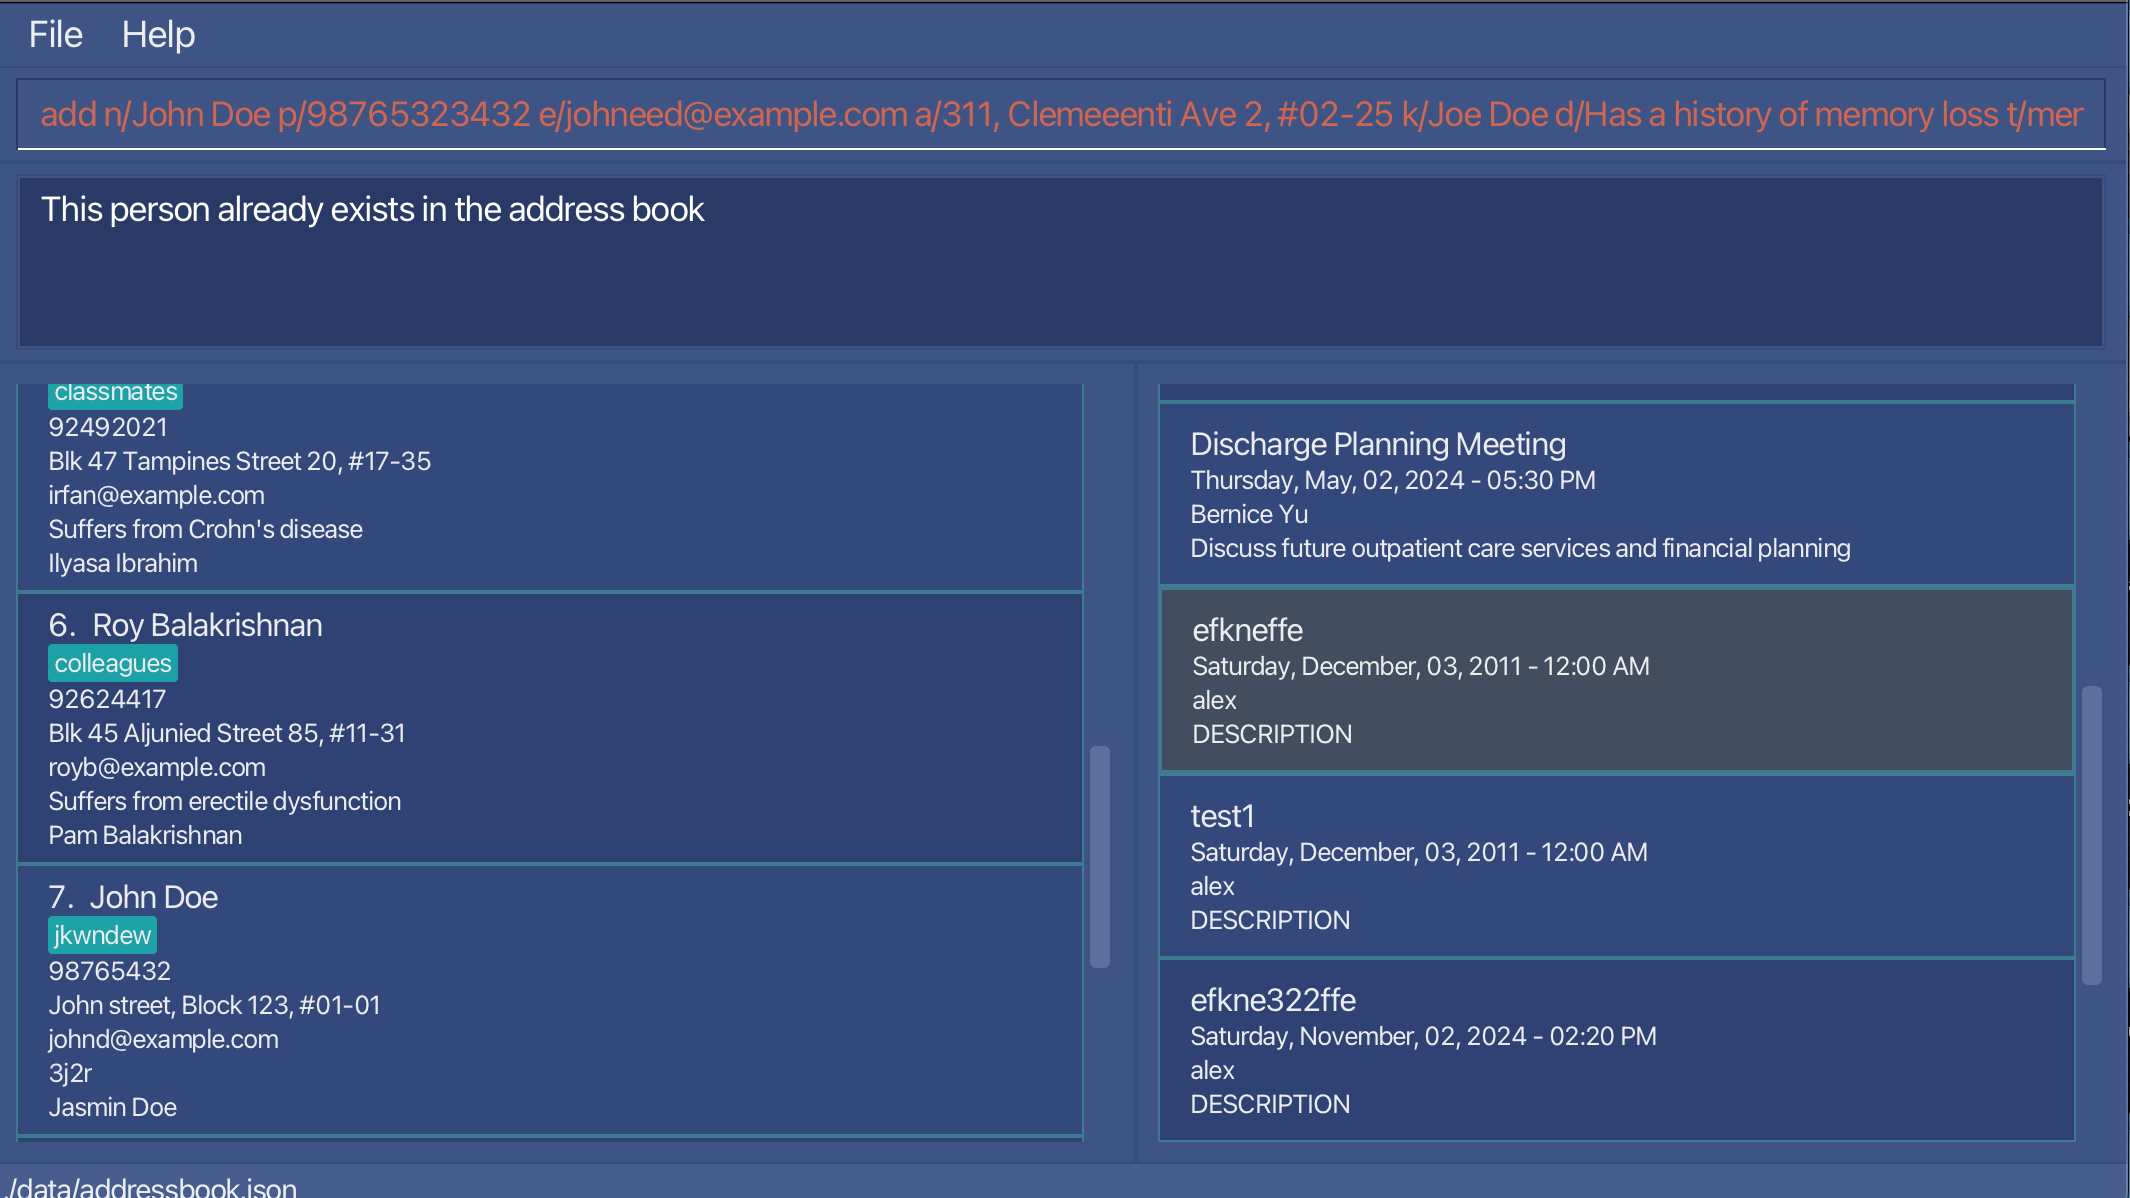 File Help
add n/John Doe p/98765323432 e/johneed@example.com a/311, Clemeeenti Ave 2, #02-25 k/Joe Doe d/Has a history of memory loss t/mer
This person already exists in the address book
classmates
92492021
Blk 47 Tampines Street 20, #17-35
irfan@example.com
Suffers from Crohn's disease
Ilyasa Ibrahim
6. Roy Balakrishnan
colleagues
92624417
Blk 45 Aljunied Street 85, #11-31
royb@example.com
Suffers from erectile dysfunction
Pam Balakrishnan
7. John Doe
jkwndew
98765432
John street, Block 123, #01-01
johnd@example.com
3j2r
Jasmin Doe
Discharge Planning Meeting
Thursday, May, 02, 2024 - 05:30 PM
Bernice Yu
Discuss future outpatient care services and financial planning
efkneffe
Saturday, December, 03, 2011 - 12:00 AM
alex
DESCRIPTION
test1
Saturday, December, 03, 2011 - 12:00 AM
alex
DESCRIPTION
efkne322ffe
Saturday, November, 02, 2024 - 02:20 PM
alex
DESCRIPTION
./data/addressbook.json